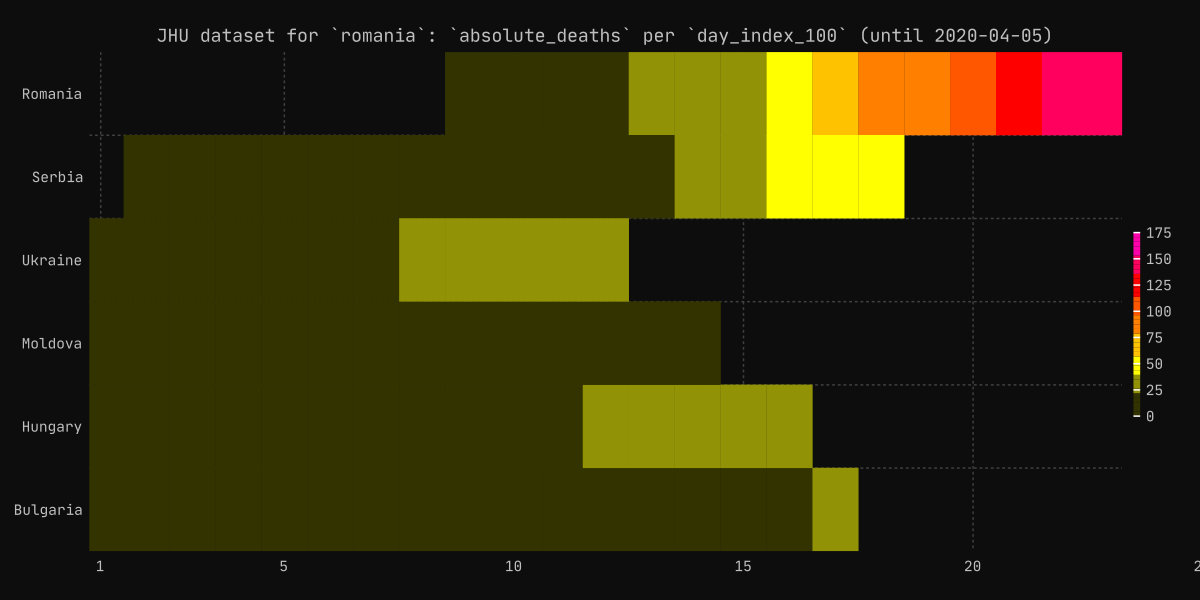 JHU dataset for `romania`: `absolute_deaths` per `day_index_100` (until 2020-04-05)
Romania
Serbia
Ukraine
Moldova
Hungary
Bulgaria
175
150
125
100
75
50
25
0
1 5 10 15 20 2